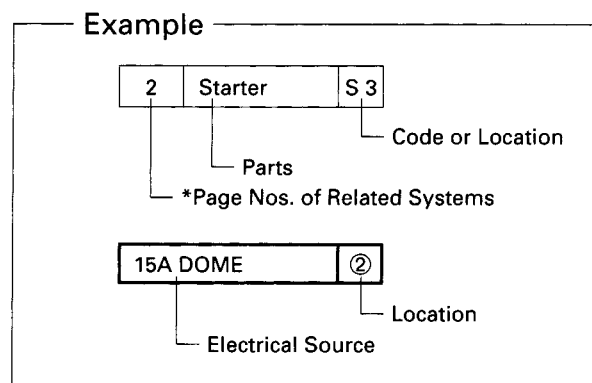 Example
2 Starter S 3
Code or Location
Parts
*Page Nos. of Related Systems
15A DOME ②
Location
Electrical Source